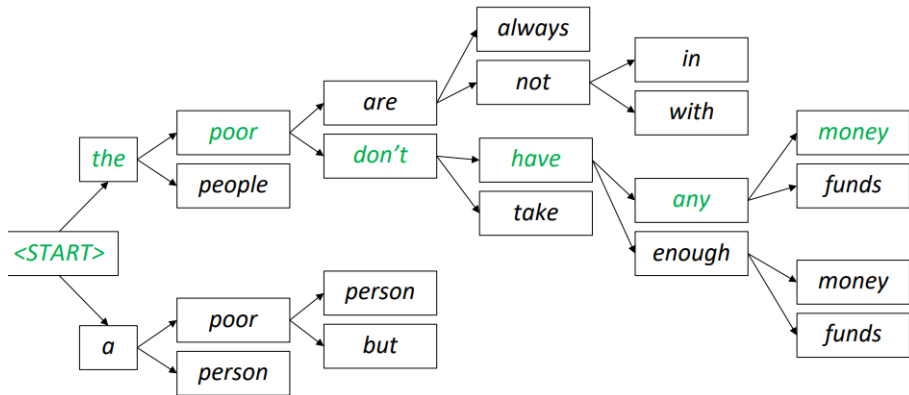 always
in
not
are
with
poor
money
the
don't
have
people
any
funds
take
<START>
enough
person
money
poor
a
but
funds
person